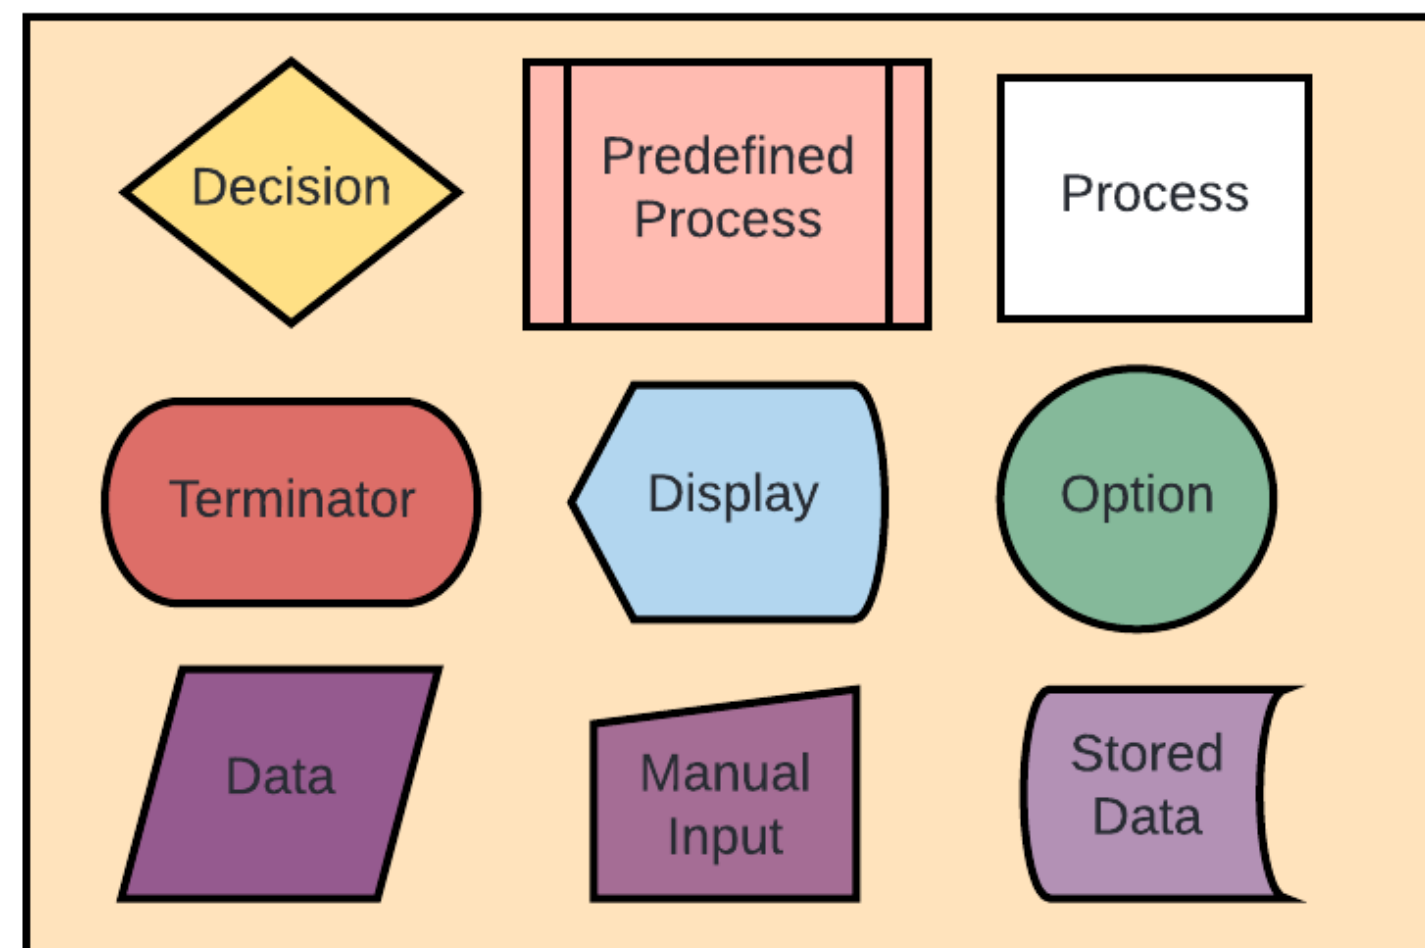 Decision
Predefined
Process
Process
Terminator
Display
Option
Data
Manual
Input
Stored
Data